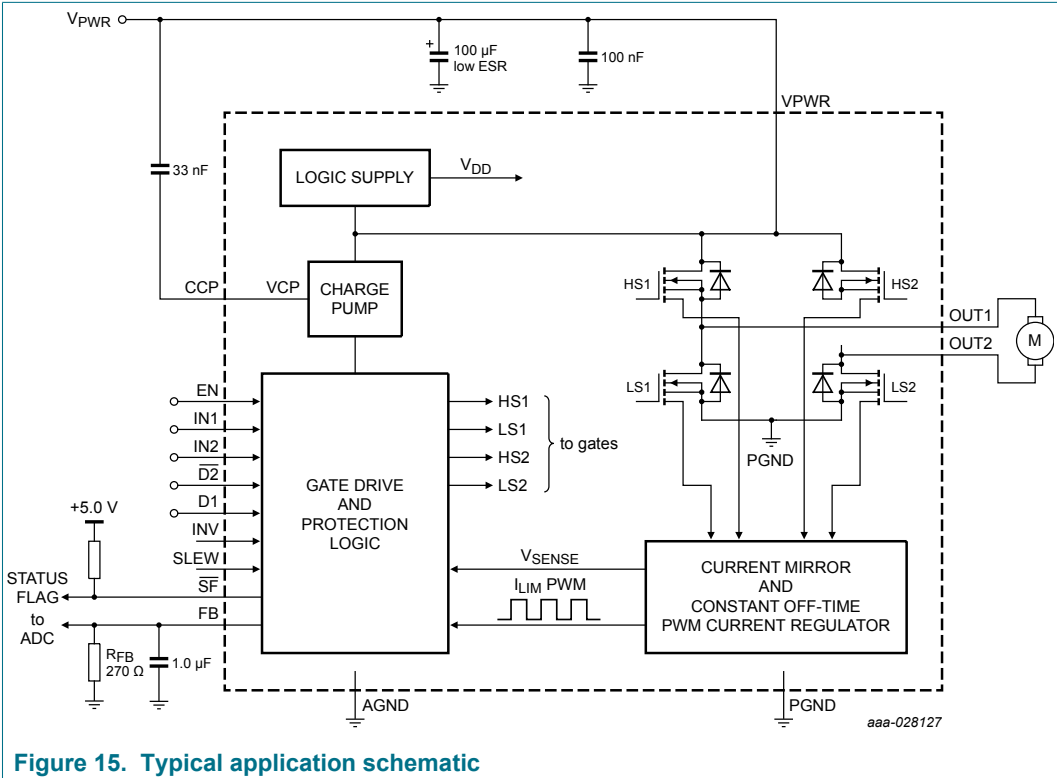 VPWR
+
100 µF
low ESR
100 nF
VPWR
33 nF
LOGIC SUPPLY
VDD
CCP
VCP
CHARGE
PUMP
HS1
HS2
OUT1
OUT2
M
LS1
LS2
PGND
EN
IN1
IN2
D2
D1
INV
SLEW
SF
FB
GATE DRIVE
AND
PROTECTION
LOGIC
HS1
LS1
HS2
LS2
to gates
+5.0 V
STATUS
FLAG
to
ADC
RFB
270 Ω
1.0 µF
VSENSE
ILIM PWM
CURRENT MIRROR
AND
CONSTANT OFF-TIME
PWM CURRENT REGULATOR
AGND
PGND
aaa-028127
Figure 15. Typical application schematic